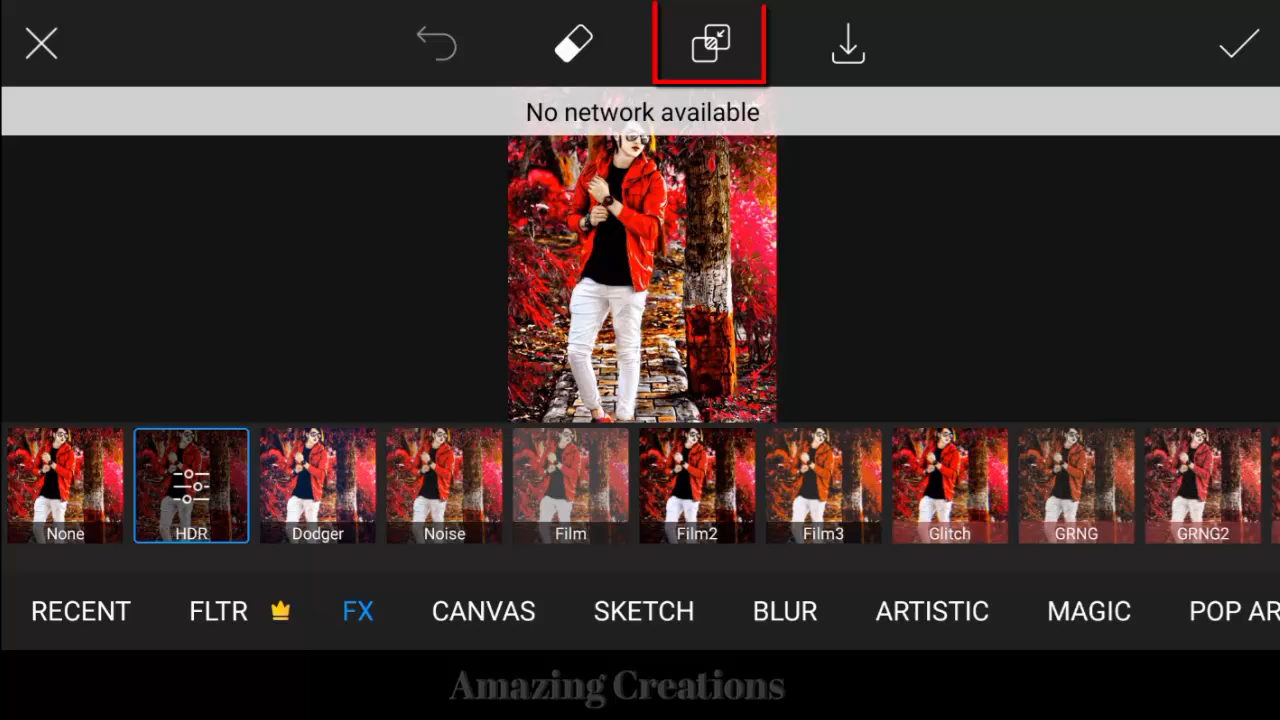 No network available
None
HDR
Dodger
Noise
Film
Film2
Film3
Glitch
GRNG
GRNG2
RECENT
FLTR
FX
CANVAS
SKETCH
BLUR
ARTISTIC
MAGIC
POP AR
Amazing Creations